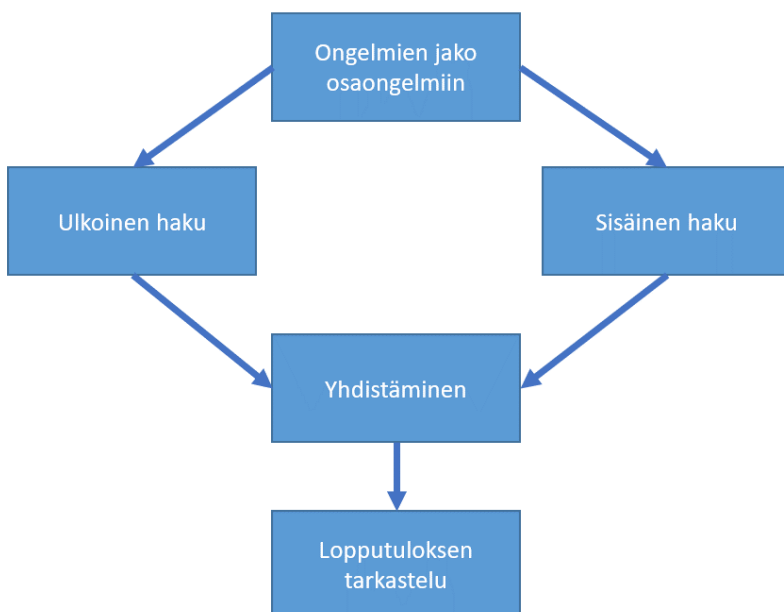 Ongelmien jako
osaongelmiin
Ulkoinen haku
Sisäinen haku
Yhdistäminen
Lopputuloksen
tarkastelu